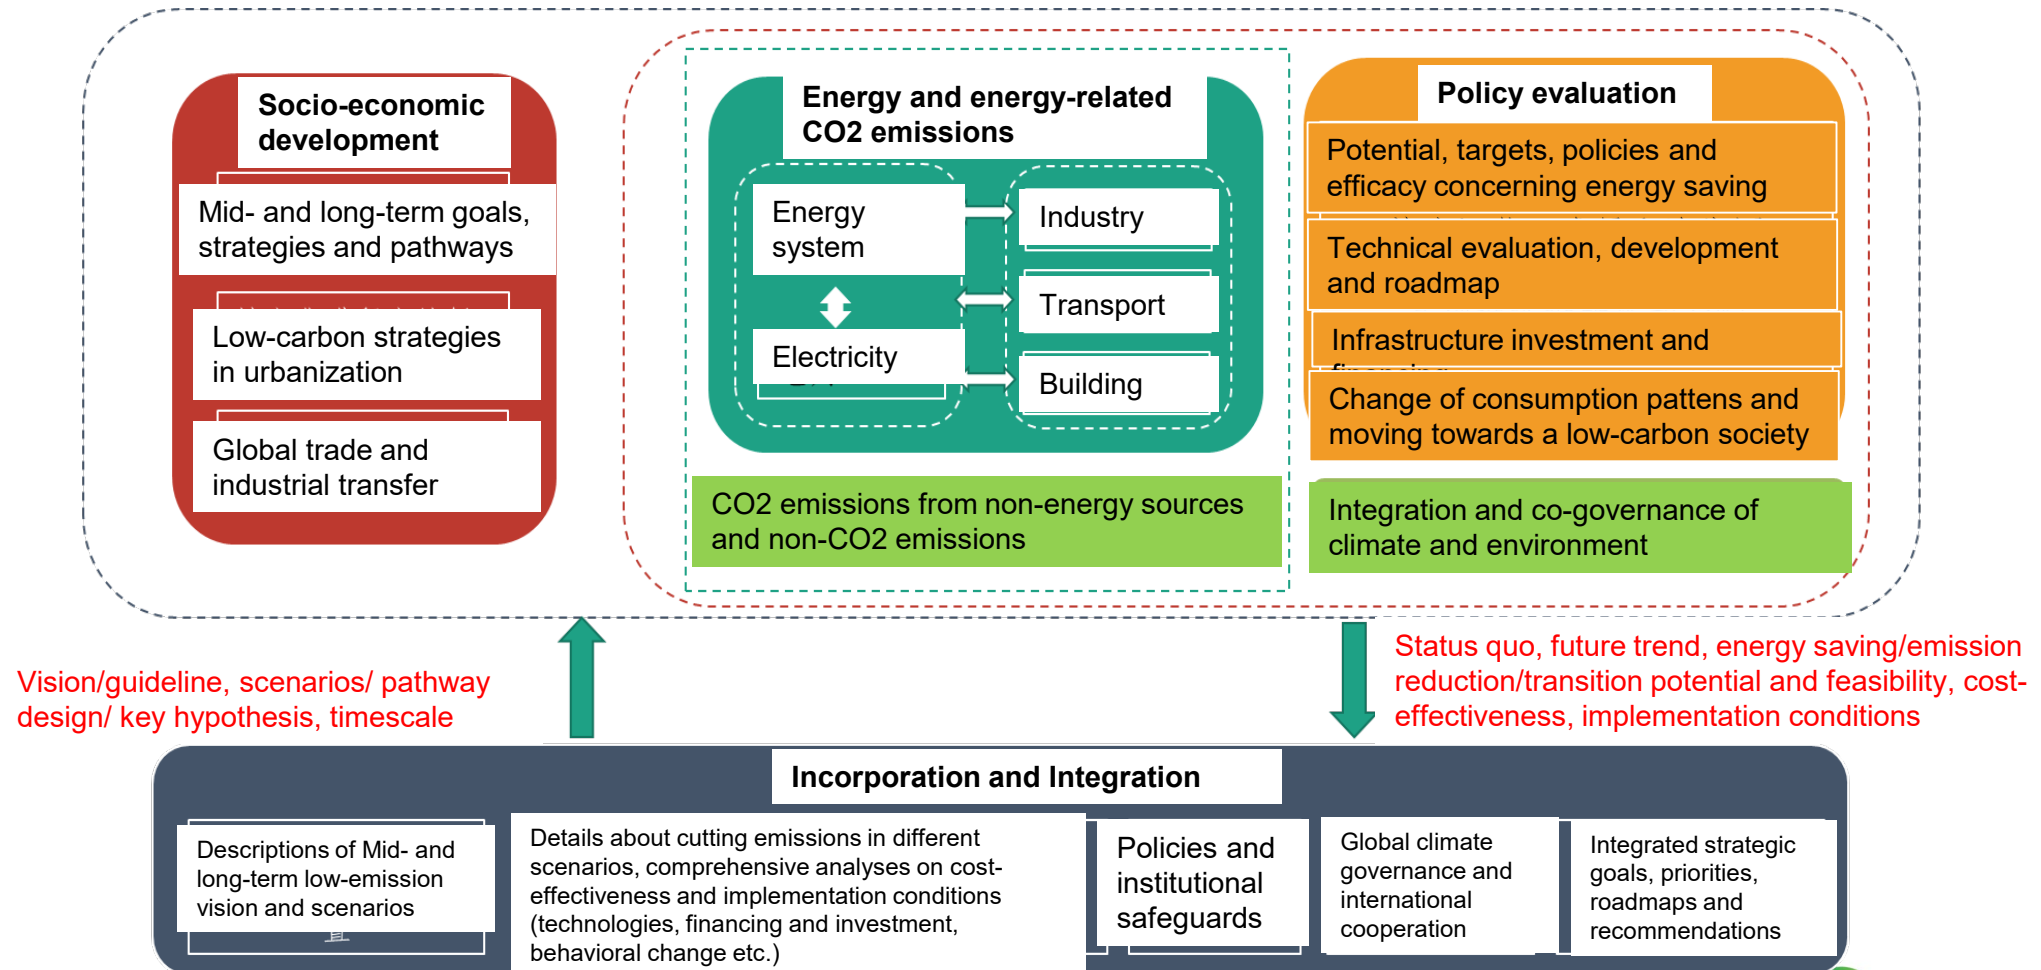 Socio-economic
development
Mid- and long-term goals,
strategies and pathways
Low-carbon strategies
in urbanization
Global trade and
industrial transfer
Energy and energy-related
CO2 emissions
Energy
system
Electricity
Industry
Transport
Building
CO2 emissions from non-energy sources
and non-CO2 emissions
Policy evaluation
Potential, targets, policies and
efficacy concerning energy saving
Technical evaluation, development
and roadmap
Infrastructure investment and
Change of consumption pattens and
moving towards a low-carbon society
Integration and co-governance of
climate and environment
Vision/guideline, scenarios/ pathway
design/ key hypothesis, timescale
Status quo, future trend, energy saving/emission
reduction/transition potential and feasibility, cost-
effectiveness, implementation conditions
Incorporation and Integration
Descriptions of Mid- and
long-term low-emission
vision and scenarios
Details about cutting emissions in different
scenarios, comprehensive analyses on cost-
effectiveness and implementation conditions
(technologies, financing and investment,
behavioral change etc.)
Policies and
institutional
safeguards
Global climate
governance and
international
cooperation
Integrated strategic
goals, priorities,
roadmaps and
recommendations